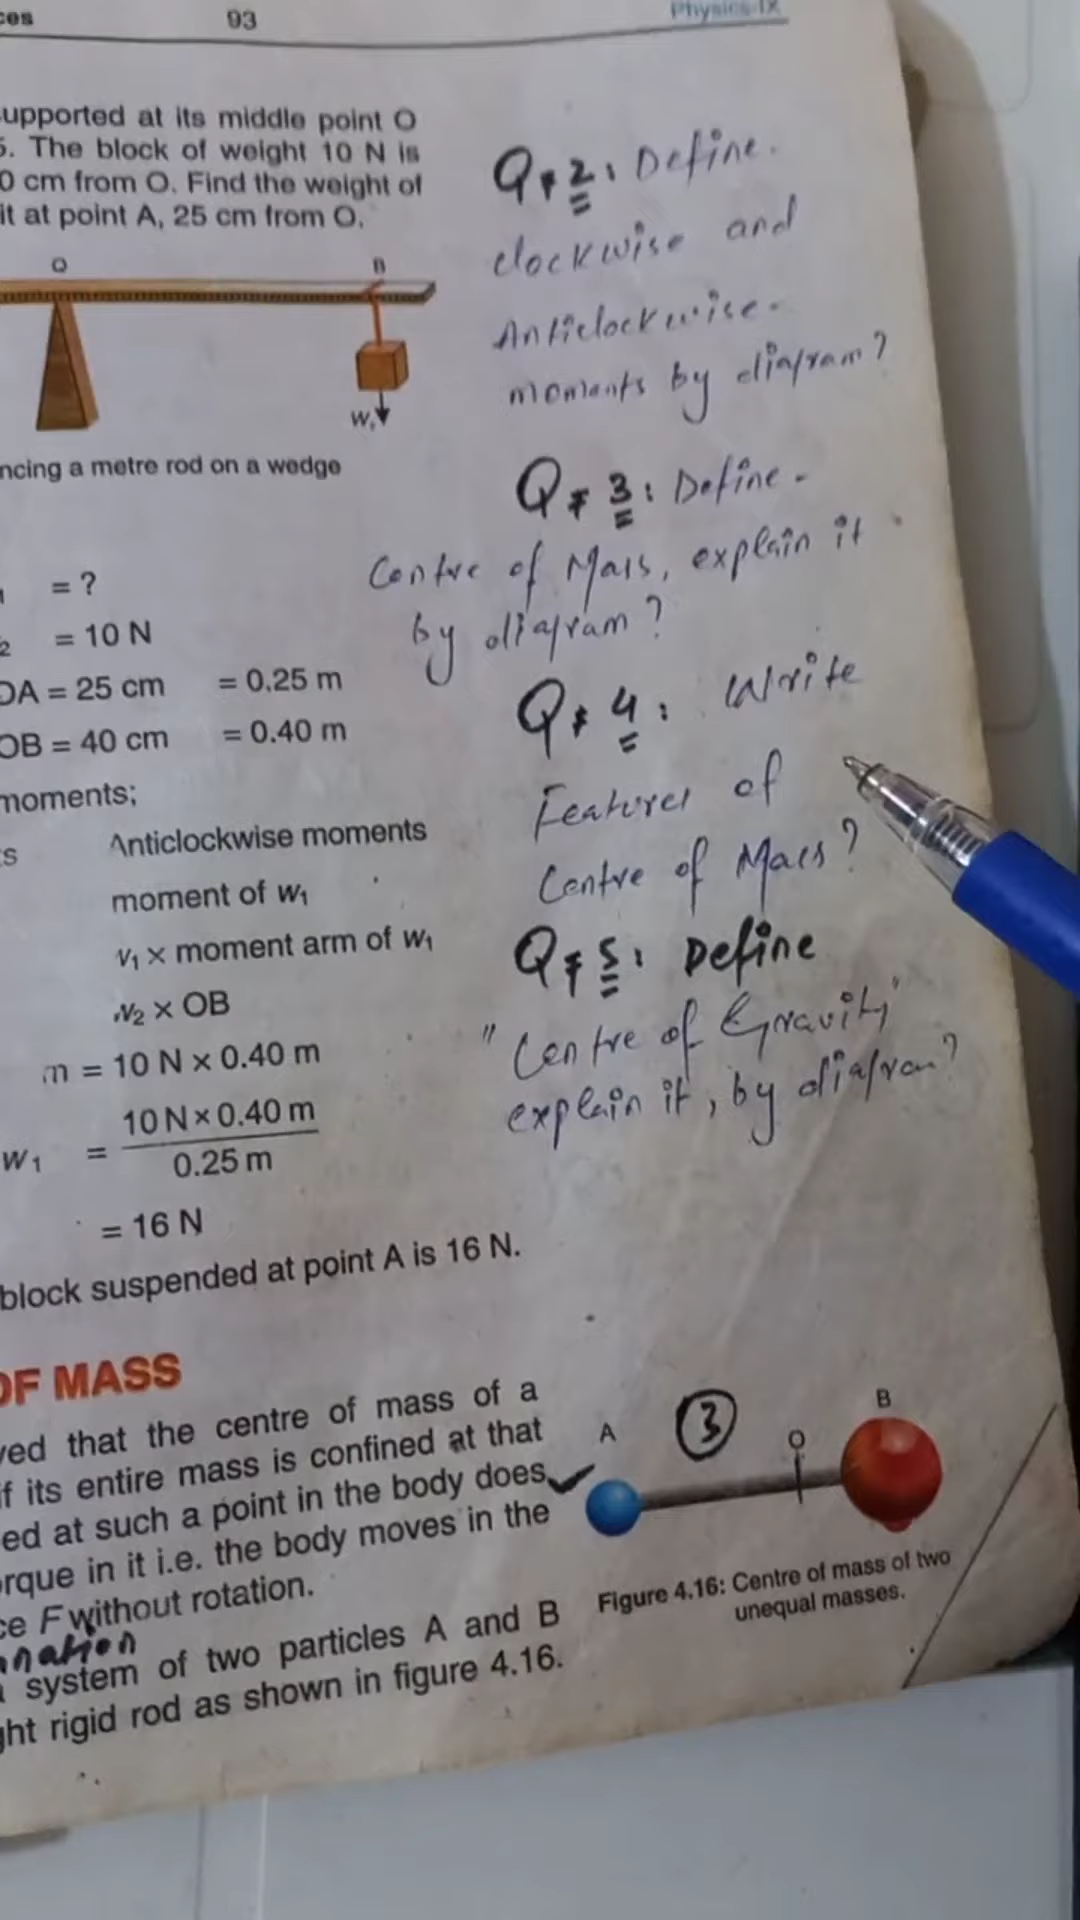 ces 93 Physics-IX
upported at its middle point O
5. The block of weight 10 N is
0 cm from O. Find the weight of
it at point A, 25 cm from O.
O B
W₁
ncing a metre rod on a wedge
1 = ?
2 = 10 N
OA = 25 cm = 0.25 m
OB = 40 cm = 0.40 m
moments;
s Anticlockwise moments
moment of w₁
w₁ × moment arm of w₁
w₂ × OB
m = 10 N × 0.40 m
w₁ = 10 N × 0.40 m
0.25 m
= 16 N
block suspended at point A is 16 N.
OF MASS
ved that the centre of mass of a
if its entire mass is confined at that
ed at such a point in the body does
rque in it i.e. the body moves in the
ce F without rotation.
nation
a system of two particles A and B
ght rigid rod as shown in figure 4.16.
Q#2: Define
clockwise and
Anticlockwise
moments by diagram?
Q#3: Define
Centre of Mass, explain it
by diagram?
Q#4: Write
Features of
Centre of Mass?
Q#5: Define
"Centre of Gravity"
explain it, by diagram?
A 3 O B
Figure 4.16: Centre of mass of two
unequal masses.